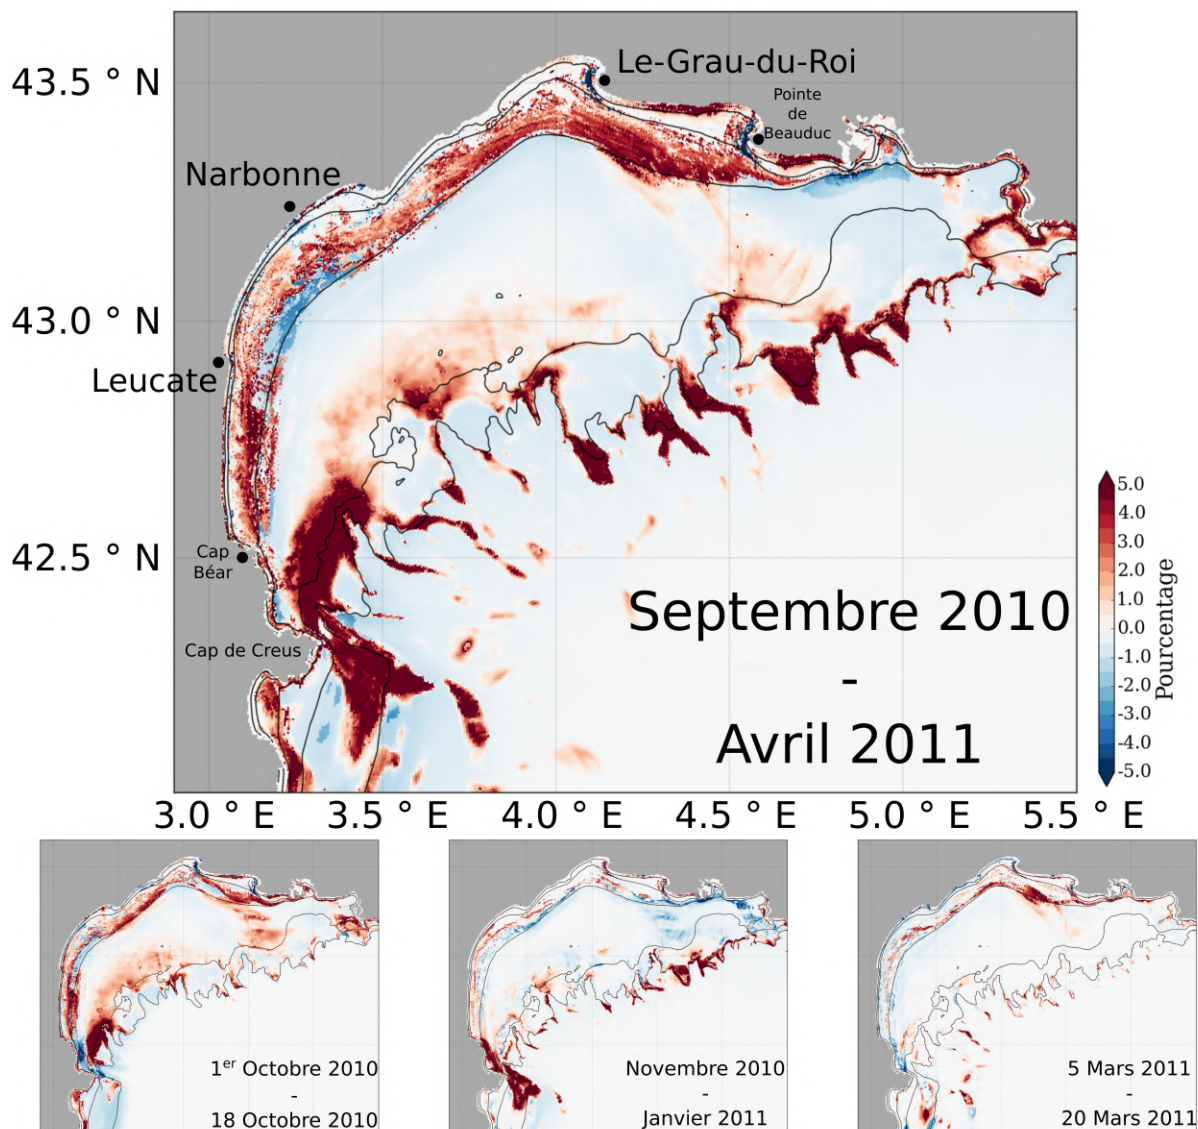 43.5 ° N
Le-Grau-du-Roi
Pointe
de
Beauduc
Narbonne
43.0 ° N
Leucate
42.5 ° N
Cap
Béar
Cap de Creus
Septembre 2010
-
Avril 2011
5.0
4.0
3.0
2.0
1.0
0.0
-1.0
-2.0
-3.0
-4.0
-5.0
Pourcentage
3.0 ° E
3.5 ° E
4.0 ° E
4.5 ° E
5.0 ° E
5.5 ° E
1er Octobre 2010
-
18 Octobre 2010
Novembre 2010
-
Janvier 2011
5 Mars 2011
-
20 Mars 2011